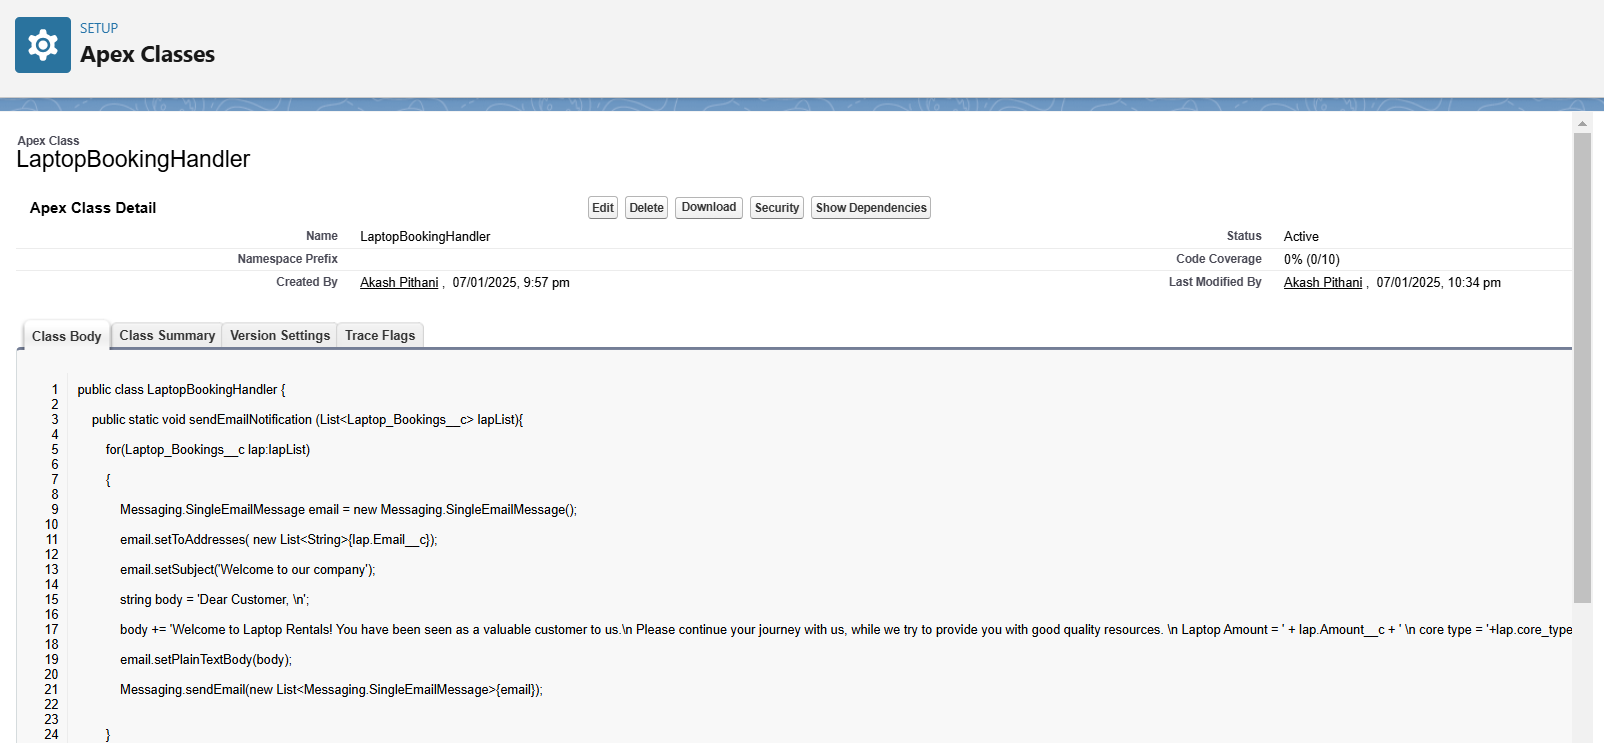 SETUP
Apex Classes
Apex Class
LaptopBookingHandler
Apex Class Detail
Edit Delete Download Security Show Dependencies
Name LaptopBookingHandler Status Active
Namespace Prefix Code Coverage 0% (0/10)
Created By Akash Pithani , 07/01/2025, 9:57 pm Last Modified By Akash Pithani , 07/01/2025, 10:34 pm
Class Body Class Summary Version Settings Trace Flags
1 public class LaptopBookingHandler {
2
3 public static void sendEmailNotification (List<Laptop_Bookings__c> lapList){
4
5 for(Laptop_Bookings__c lap:lapList)
6
7 {
8
9 Messaging.SingleEmailMessage email = new Messaging.SingleEmailMessage();
10
11 email.setToAddresses( new List<String>{lap.Email__c});
12
13 email.setSubject('Welcome to our company');
14
15 string body = 'Dear Customer, \n';
16
17 body += 'Welcome to Laptop Rentals! You have been seen as a valuable customer to us.\n Please continue your journey with us, while we try to provide you with good quality resources. \n Laptop Amount = ' + lap.Amount__c + ' \n core type = '+lap.core_type
18
19 email.setPlainTextBody(body);
20
21 Messaging.sendEmail(new List<Messaging.SingleEmailMessage>{email});
22
23
24 }